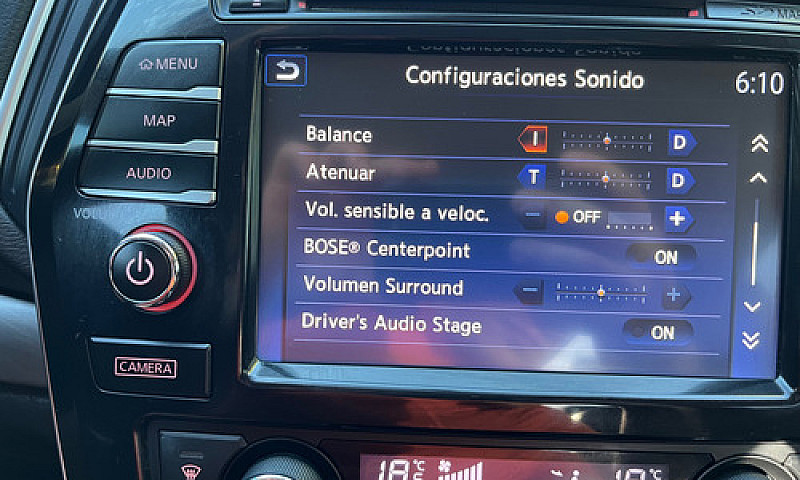 MENU
MAP
AUDIO
CAMERA
Configuraciones Sonido
6:10
Balance I D
Atenuar T D
Vol. sensible a veloc. − OFF +
BOSE® Centerpoint ON
Volumen Surround − +
Driver's Audio Stage ON
18°C